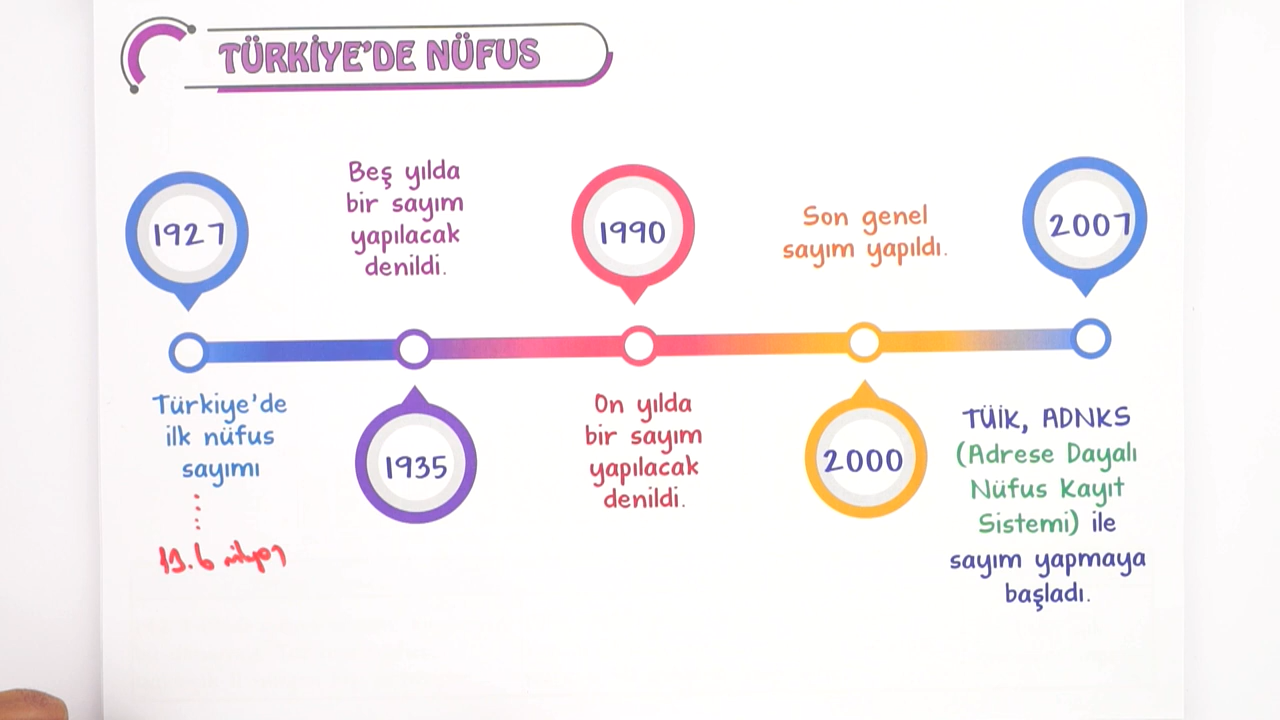 TÜRKİYE'DE NÜFUS
1927
Türkiye'de
ilk nüfus
sayımı
13.6 milyon
Beş yılda
bir sayım
yapılacak
denildi.
1935
1990
On yılda
bir sayım
yapılacak
denildi.
Son genel
sayım yapıldı.
2000
2007
TÜİK, ADNKS
(Adrese Dayalı
Nüfus Kayıt
Sistemi) ile
sayım yapmaya
başladı.